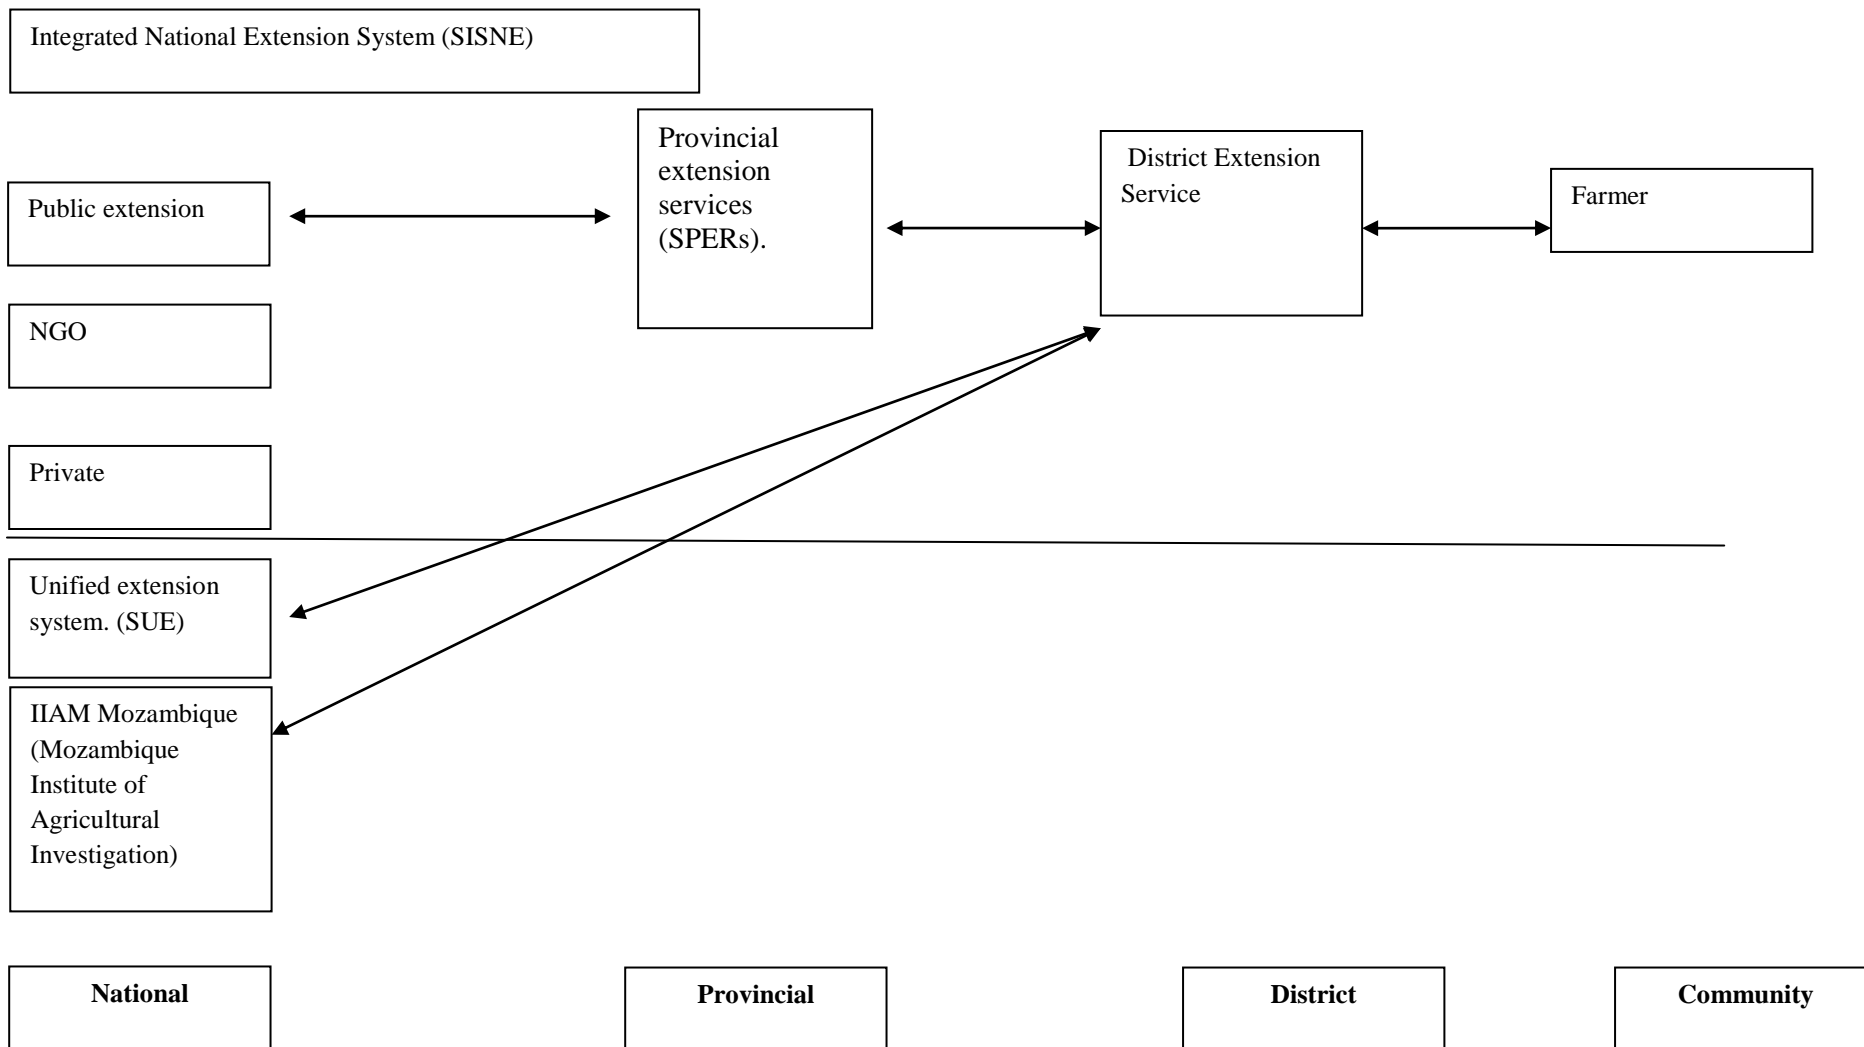 Integrated National Extension System (SISNE)
Provincial
extension
services
(SPERs).
District Extension
Service
Public extension
Farmer
NGO
Private
Unified extension
system. (SUE)
IIAM Mozambique
(Mozambique
Institute of
Agricultural
Investigation)
National
Provincial
District
Community